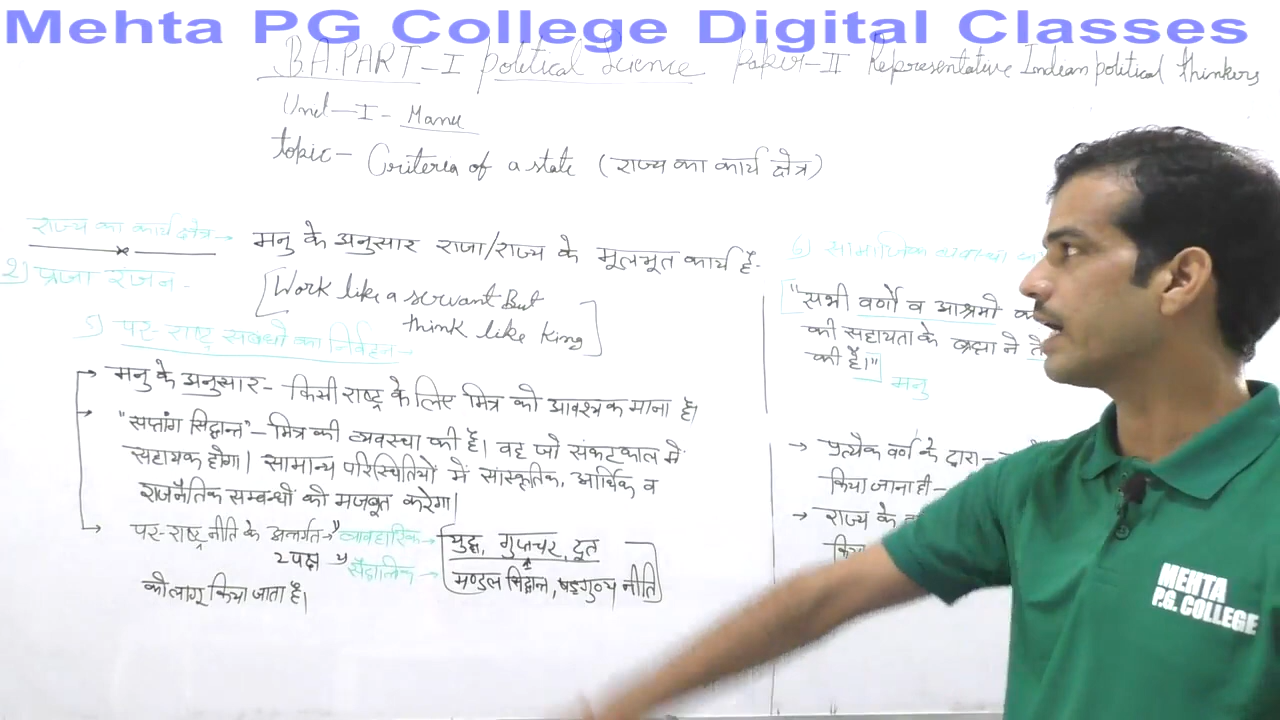 Mehta PG College Digital Classes
B.A.PART-I political Science Paper-II Representative Indian political thinkers
Unit-I- Manu
topic- Criteria of a state (राज्य का कार्य क्षेत्र)
राज्य का कार्य क्षेत्र→ मनु के अनुसार राजा/राज्य के मूलभूत कार्य हैं-
प्रजा रंजन-
[Work like a servant But
think like King]
5) पर-राष्ट्र संबंधों का निर्वहन-
मनु के अनुसार- किसी राष्ट्र के लिए मित्र को आवश्यक माना है।
"सप्तांग सिद्धान्त"- मित्र की व्यवस्था की है। वह जो संकटकाल में
सहायक होगा। सामान्य परिस्थितियों में सांस्कृतिक, आर्थिक व
राजनैतिक सम्बन्धों को मजबूत करेगा।
पर-राष्ट्र नीति के अन्तर्गत→ व्यावहारिक→ युद्ध, गुप्तचर, दूत
2 पक्ष सैद्धान्तिक→ मण्डल सिद्धान्त, षड्गुण्य नीति
को लागू किया जाता है।
6) सामाजिक व्यवस्था
"सभी वर्णों व आश्रमों
की सहायता के ब्रह्मा ने
की है।"
मनु
→ प्रत्येक वर्ण के द्वारा-
किया जाना ही-
→ राज्य के
MEHTA
P.G. COLLEGE